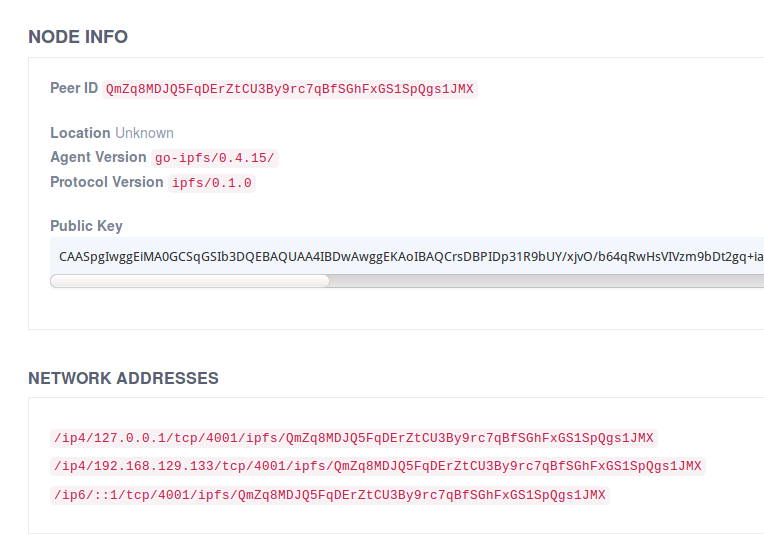 NODE INFO
Peer ID QmZq8MDJQ5FqDErZtCU3By9rc7qBfSGhFxGS1SpQgs1JMX
Location Unknown
Agent Version go-ipfs/0.4.15/
Protocol Version ipfs/0.1.0
Public Key
CAASpgIwggEiMA0GCSqGSIb3DQEBAQUAA4IBDwAwggEKAoIBAQCrsDBPIDp31R9bUY/xjvO/b64qRwHsVIVzm9bDt2gq+ia
NETWORK ADDRESSES
/ip4/127.0.0.1/tcp/4001/ipfs/QmZq8MDJQ5FqDErZtCU3By9rc7qBfSGhFxGS1SpQgs1JMX
/ip4/192.168.129.133/tcp/4001/ipfs/QmZq8MDJQ5FqDErZtCU3By9rc7qBfSGhFxGS1SpQgs1JMX
/ip6/::1/tcp/4001/ipfs/QmZq8MDJQ5FqDErZtCU3By9rc7qBfSGhFxGS1SpQgs1JMX